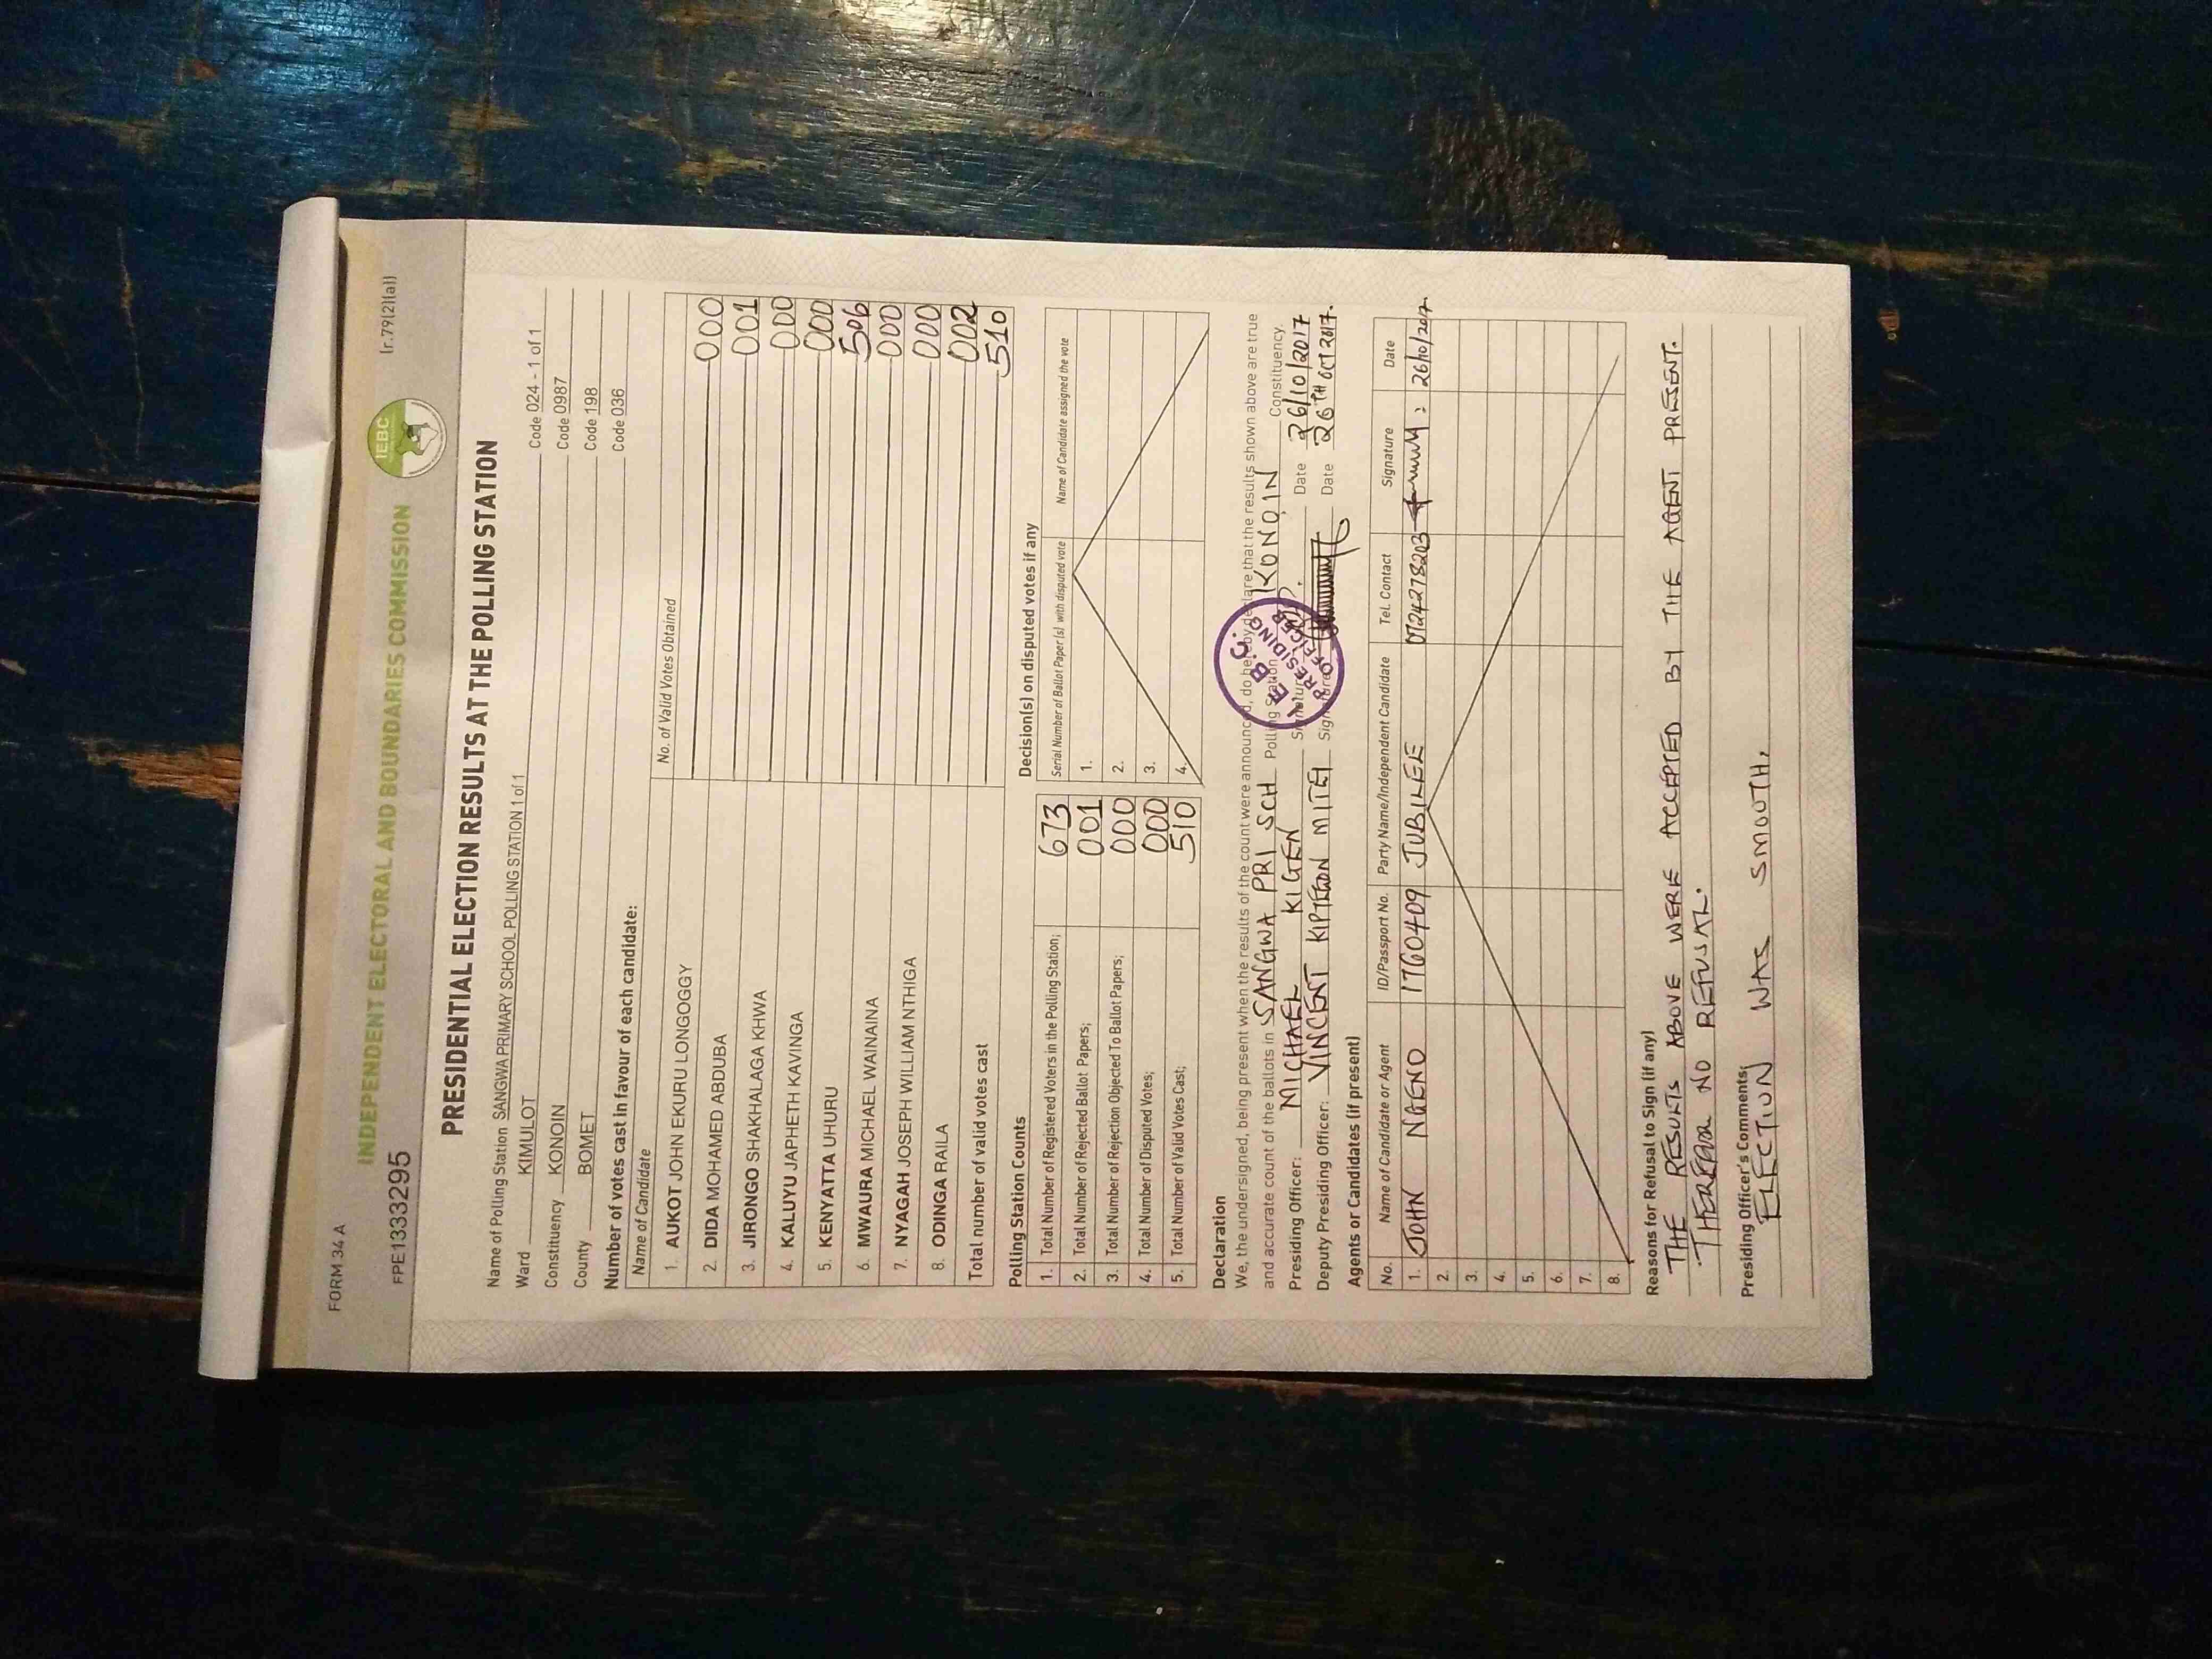 FORM 34 A (r.79(2)(a))
INDEPENDENT ELECTORAL AND BOUNDARIES COMMISSION
IEBC
FPE1333295
PRESIDENTIAL ELECTION RESULTS AT THE POLLING STATION
Name of Polling Station SANGWA PRIMARY SCHOOL POLLING STATION 1 of 1 Code 024 - 1 of 1
Ward KIMULOT Code 0987
Constituency KONOIN Code 198
County BOMET Code 036
Number of votes cast in favour of each candidate:
Name of Candidate No. of Valid Votes Obtained
1. AUKOT JOHN EKURU LONGOGGY 000
2. DIDA MOHAMED ABDUBA 001
3. JIRONGO SHAKHALAGA KHWA 000
4. KALUYU JAPHETH KAVINGA 000
5. KENYATTA UHURU 506
6. MWAURA MICHAEL WAINAINA 000
7. NYAGAH JOSEPH WILLIAM NTHIGA 000
8. ODINGA RAILA 002
Total number of valid votes cast 510
Polling Station Counts
1. Total Number of Registered Voters in the Polling Station; 673
2. Total Number of Rejected Ballot Papers; 001
3. Total Number of Rejection Objected To Ballot Papers; 000
4. Total Number of Disputed Votes; 000
5. Total Number of Valid Votes Cast; 510
Decision(s) on disputed votes if any
Serial Number of Ballot Paper(s) with disputed vote Name of Candidate assigned the vote
1.
2.
3.
4.
Declaration
We, the undersigned, being present when the results of the count were announced, do hereby declare that the results shown above are true
and accurate count of the ballots in SANGWA PRI SCH Polling Station KONOIN Constituency.
Presiding Officer: MICHAEL KIGEN Signature Date 26/10/2017
Deputy Presiding Officer: VINCENT KIPTEON MITEI Signature Date 26TH OCT 2017.
I.E.B.C.
PRESIDING
OFFICER
Agents or Candidates (if present)
No. Name of Candidate or Agent ID/Passport No. Party Name/Independent Candidate Tel. Contact Signature Date
1. JOHN NGENO 11760409 JUBILEE 0724278203 26/10/2017
2.
3.
4.
5.
6.
7.
8.
Reasons for Refusal to Sign (if any)
THE RESULTS ABOVE WERE ACCEPTED BY THE AGENT PRESENT.
NO REFUSAL.
Presiding Officer's Comments;
ELECTION WAS SMOOTH.